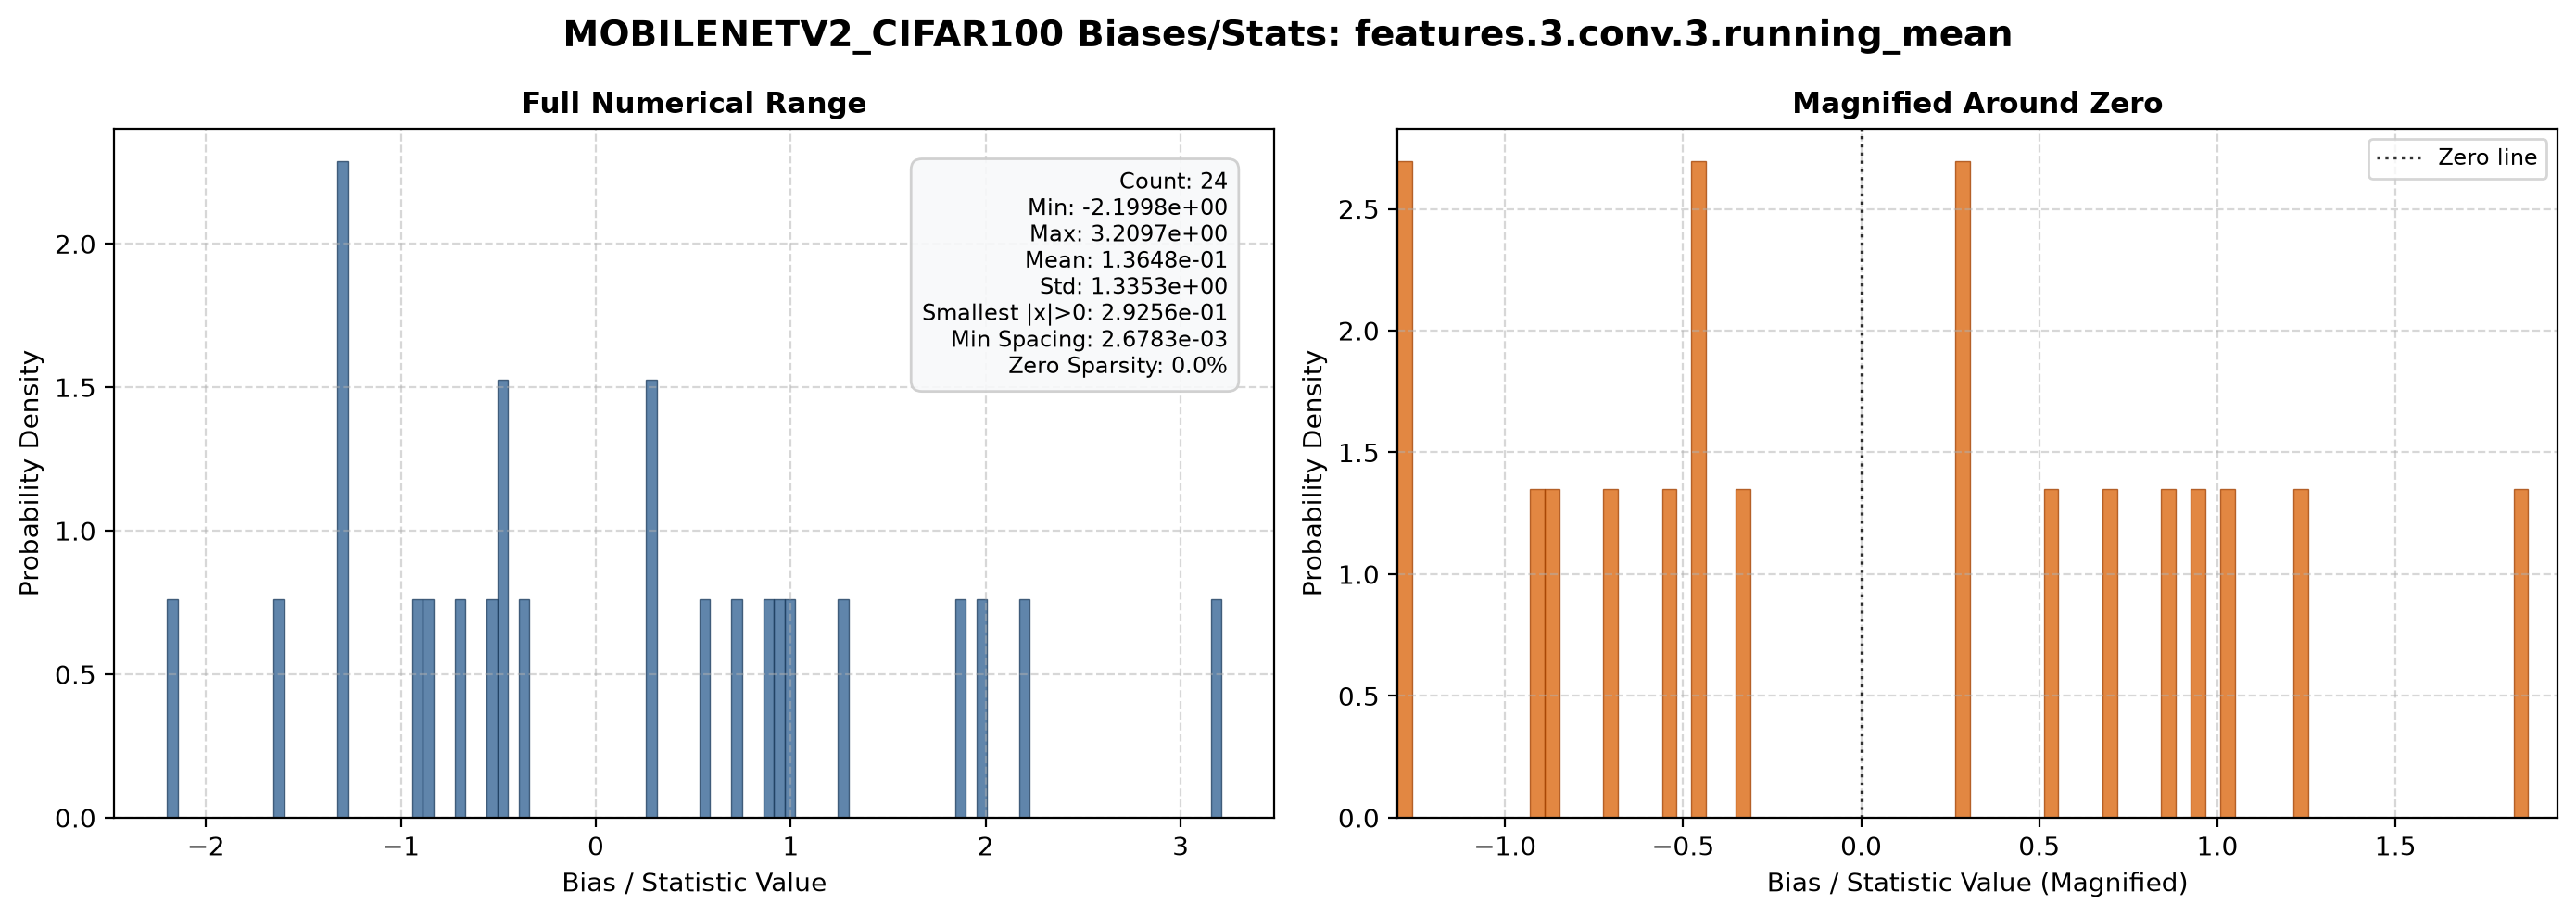 MOBILENETV2_CIFAR100 Biases/Stats: features.3.conv.3.running_mean
Full Numerical Range
Probability Density
2.0
1.5
1.0
0.5
0.0
Count: 24
Min: -2.1998e+00
Max: 3.2097e+00
Mean: 1.3648e-01
Std: 1.3353e+00
Smallest |x|>0: 2.9256e-01
Min Spacing: 2.6783e-03
Zero Sparsity: 0.0%
−2 −1 0 1 2 3
Bias / Statistic Value
Magnified Around Zero
Probability Density
2.5
2.0
1.5
1.0
0.5
0.0
Zero line
−1.0 −0.5 0.0 0.5 1.0 1.5
Bias / Statistic Value (Magnified)